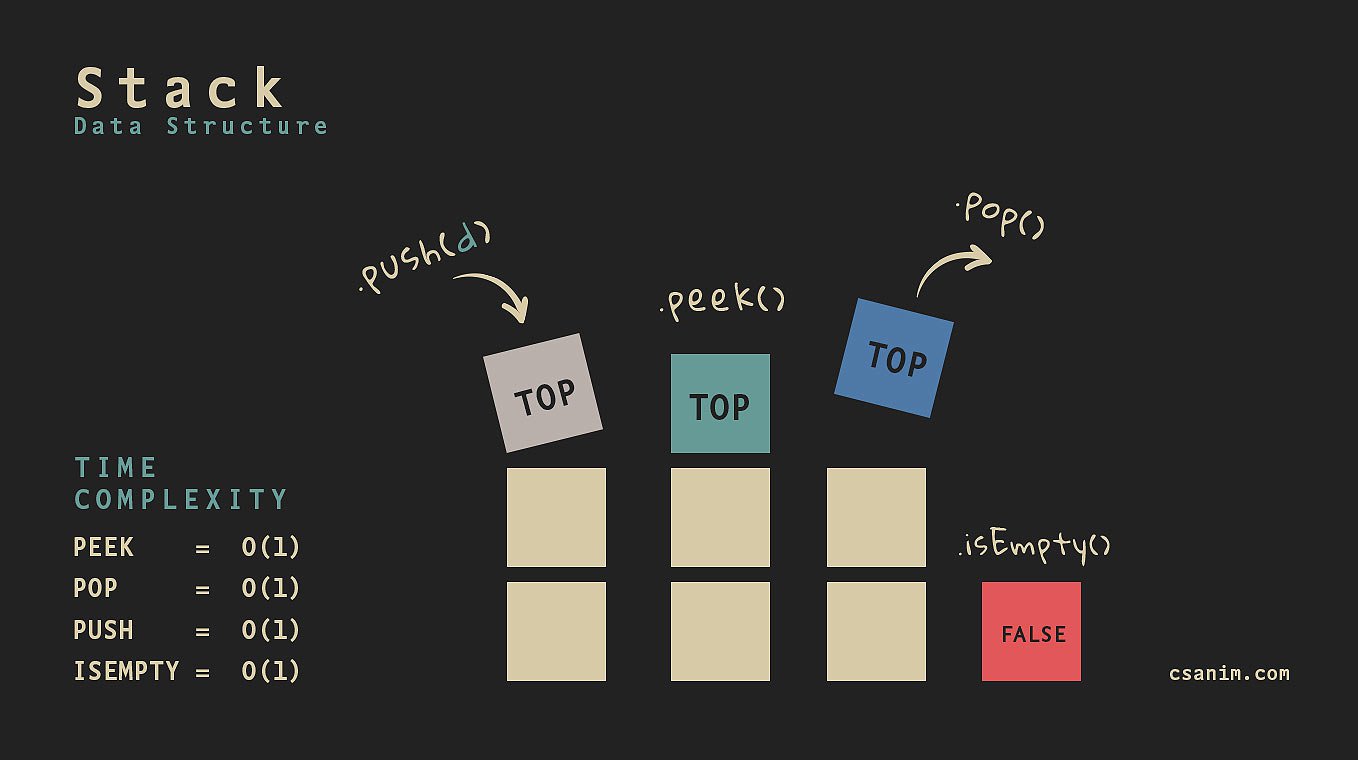 Stack
Data Structure
.push(d)
.peek()
.pop()
TOP
TOP
TOP
TIME
COMPLEXITY
PEEK = O(1)
POP = O(1)
PUSH = O(1)
ISEMPTY = O(1)
.isEmpty()
FALSE
csanim.com